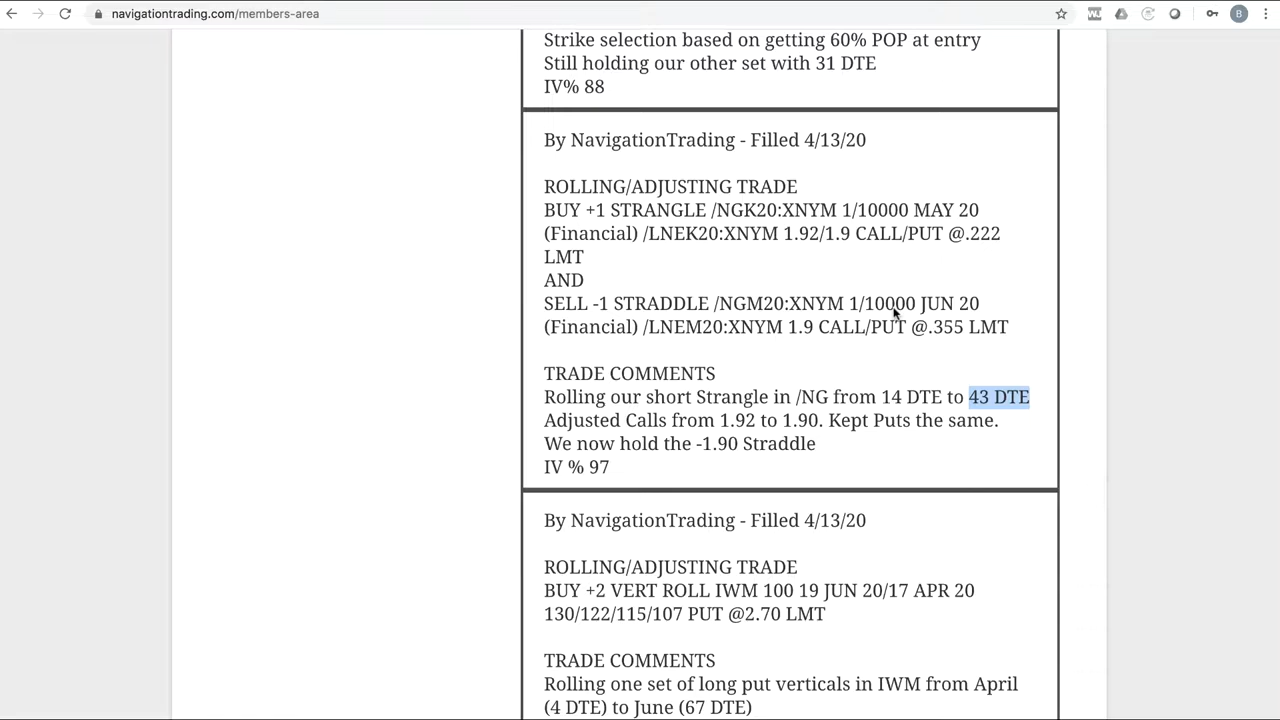 navigationtrading.com/members-area
B
Strike selection based on getting 60% POP at entry
Still holding our other set with 31 DTE
IV% 88
By NavigationTrading - Filled 4/13/20
ROLLING/ADJUSTING TRADE
BUY +1 STRANGLE /NGK20:XNYM 1/10000 MAY 20
(Financial) /LNEK20:XNYM 1.92/1.9 CALL/PUT @.222
LMT
AND
SELL -1 STRADDLE /NGM20:XNYM 1/10000 JUN 20
(Financial) /LNEM20:XNYM 1.9 CALL/PUT @.355 LMT
TRADE COMMENTS
Rolling our short Strangle in /NG from 14 DTE to 43 DTE
Adjusted Calls from 1.92 to 1.90. Kept Puts the same.
We now hold the -1.90 Straddle
IV % 97
By NavigationTrading - Filled 4/13/20
ROLLING/ADJUSTING TRADE
BUY +2 VERT ROLL IWM 100 19 JUN 20/17 APR 20
130/122/115/107 PUT @2.70 LMT
TRADE COMMENTS
Rolling one set of long put verticals in IWM from April
(4 DTE) to June (67 DTE)